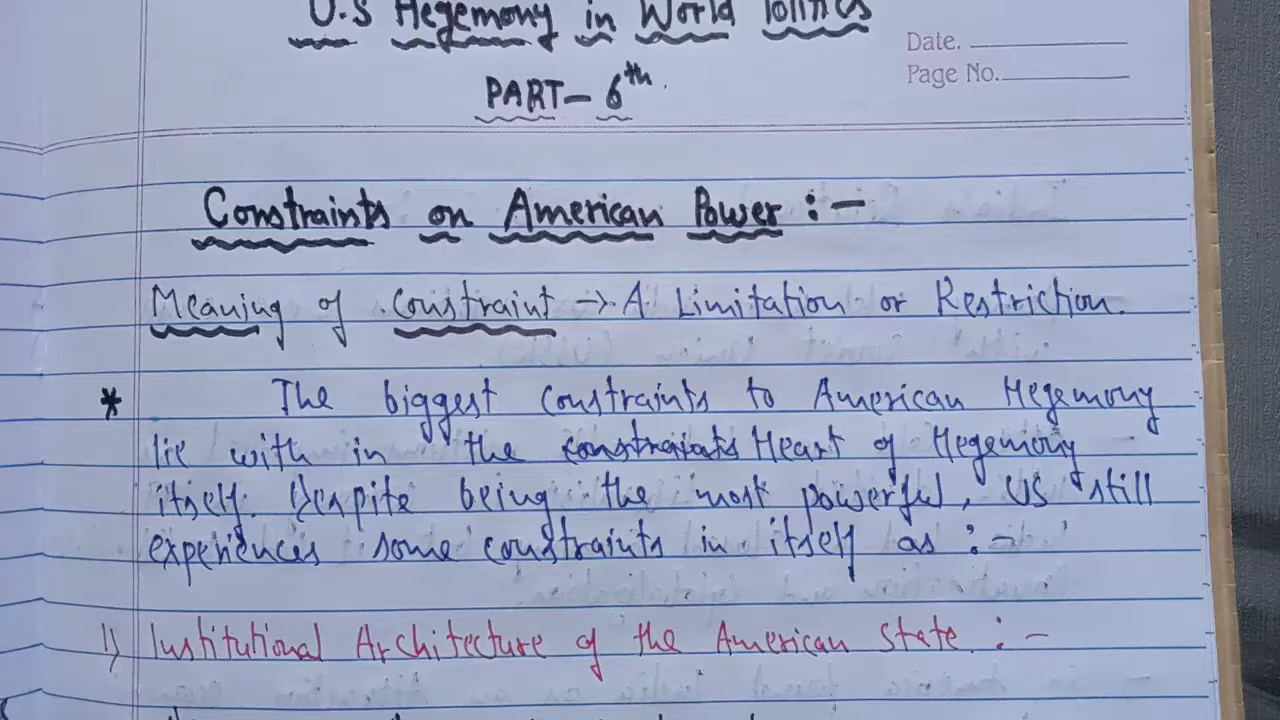 U.S Hegemony in World Politics
Date.
Page No.
PART- 6th.
Constraints on American Power :-
Meaning of Constraint → A Limitation or Restriction.
* The biggest constraints to American Hegemony
lie with in the constraints Heart of Hegemony
itself. Despite being the most powerful, US still
experiences some constraints in itself as :-
1) Institutional Architecture of the American State. :-